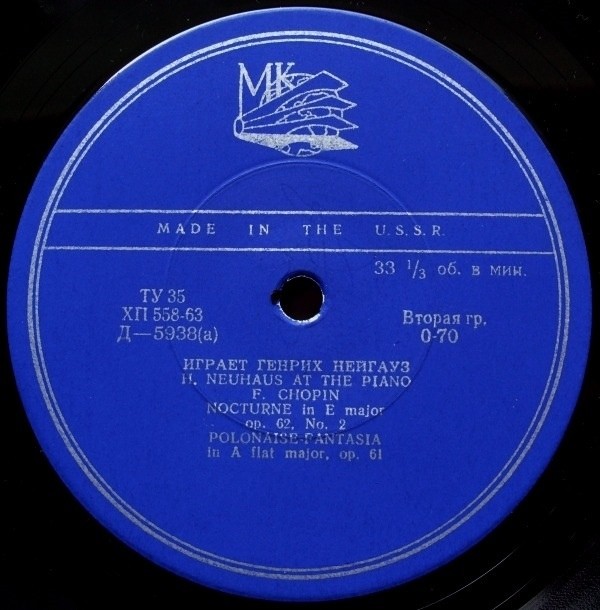 МК
MADE IN THE U.S.S.R.
33 1/3 об. в мин.
ТУ 35
ХП 558-63
Д—5938(а)
Вторая гр.
0-70
ИГРАЕТ ГЕНРИХ НЕЙГАУЗ
H. NEUHAUS AT THE PIANO
F. CHOPIN
NOCTURNE in E major
op. 62, No. 2
POLONAISE-FANTASIA
in A flat major, op. 61